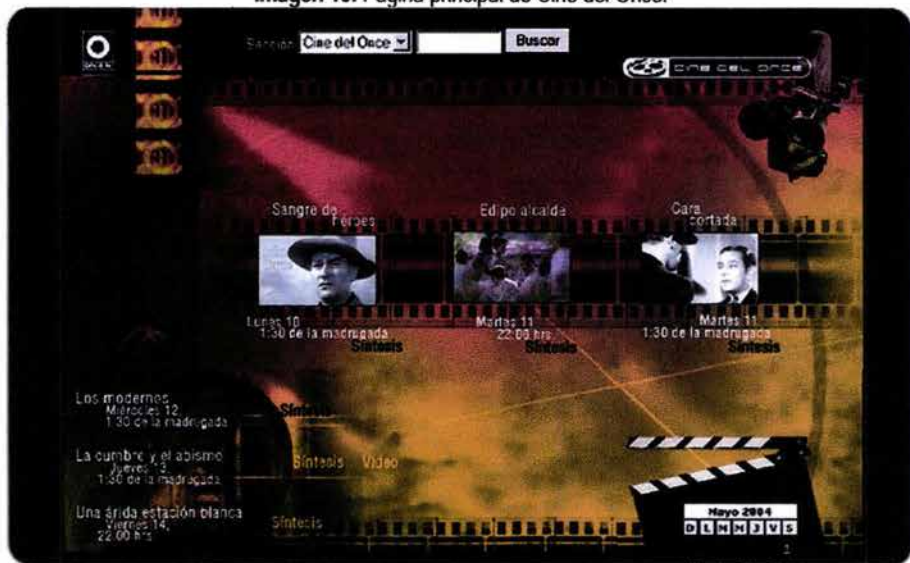 Imagen 10. Página principal de Cine del Once.
Sección Cine del Once Buscar
CINE DEL ONCE
Sangre de
héroes
Edipo alcalde
Cara
cortada
Lunes 10
1:30 de la madrugada
Síntesis
Martes 11
22:00 hrs
Síntesis
Martes 11
1:30 de la madrugada
Síntesis
Los modernos
Miércoles 12,
1:30 de la madrugada
Síntesis
La cumbre y el abismo
Jueves 13,
1:30 de la madrugada
Síntesis Video
Una árida estación blanca
Viernes 14,
22:00 hrs
Síntesis
Mayo 2004
D L M M J V S
1